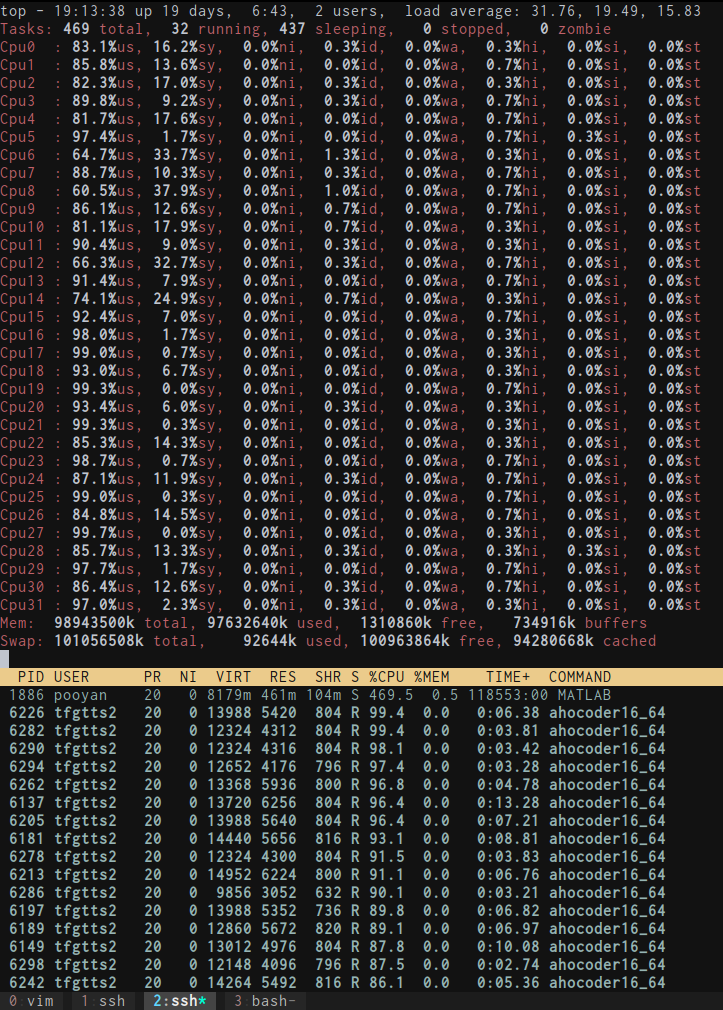 top - 19:13:38 up 19 days,  6:43,  2 users,  load average: 31.76, 19.49, 15.83
Tasks: 469 total,  32 running, 437 sleeping,   0 stopped,   0 zombie
Cpu0  : 83.1%us, 16.2%sy,  0.0%ni,  0.3%id,  0.0%wa,  0.3%hi,  0.0%si,  0.0%st
Cpu1  : 85.8%us, 13.6%sy,  0.0%ni,  0.0%id,  0.0%wa,  0.7%hi,  0.0%si,  0.0%st
Cpu2  : 82.3%us, 17.0%sy,  0.0%ni,  0.3%id,  0.0%wa,  0.3%hi,  0.0%si,  0.0%st
Cpu3  : 89.8%us,  9.2%sy,  0.0%ni,  0.3%id,  0.0%wa,  0.7%hi,  0.0%si,  0.0%st
Cpu4  : 81.7%us, 17.6%sy,  0.0%ni,  0.0%id,  0.0%wa,  0.7%hi,  0.0%si,  0.0%st
Cpu5  : 97.4%us,  1.7%sy,  0.0%ni,  0.0%id,  0.0%wa,  0.7%hi,  0.3%si,  0.0%st
Cpu6  : 64.7%us, 33.7%sy,  0.0%ni,  1.3%id,  0.0%wa,  0.3%hi,  0.0%si,  0.0%st
Cpu7  : 88.7%us, 10.3%sy,  0.0%ni,  0.3%id,  0.0%wa,  0.7%hi,  0.0%si,  0.0%st
Cpu8  : 60.5%us, 37.9%sy,  0.0%ni,  1.0%id,  0.0%wa,  0.7%hi,  0.0%si,  0.0%st
Cpu9  : 86.1%us, 12.6%sy,  0.0%ni,  0.7%id,  0.0%wa,  0.7%hi,  0.0%si,  0.0%st
Cpu10 : 81.1%us, 17.9%sy,  0.0%ni,  0.7%id,  0.0%wa,  0.3%hi,  0.0%si,  0.0%st
Cpu11 : 90.4%us,  9.0%sy,  0.0%ni,  0.3%id,  0.0%wa,  0.3%hi,  0.0%si,  0.0%st
Cpu12 : 66.3%us, 32.7%sy,  0.0%ni,  0.3%id,  0.0%wa,  0.7%hi,  0.0%si,  0.0%st
Cpu13 : 91.4%us,  7.9%sy,  0.0%ni,  0.0%id,  0.0%wa,  0.7%hi,  0.0%si,  0.0%st
Cpu14 : 74.1%us, 24.9%sy,  0.0%ni,  0.7%id,  0.0%wa,  0.3%hi,  0.0%si,  0.0%st
Cpu15 : 92.4%us,  7.0%sy,  0.0%ni,  0.0%id,  0.0%wa,  0.7%hi,  0.0%si,  0.0%st
Cpu16 : 98.0%us,  1.7%sy,  0.0%ni,  0.0%id,  0.0%wa,  0.3%hi,  0.0%si,  0.0%st
Cpu17 : 99.0%us,  0.7%sy,  0.0%ni,  0.0%id,  0.0%wa,  0.3%hi,  0.0%si,  0.0%st
Cpu18 : 93.0%us,  6.7%sy,  0.0%ni,  0.0%id,  0.0%wa,  0.3%hi,  0.0%si,  0.0%st
Cpu19 : 99.3%us,  0.0%sy,  0.0%ni,  0.0%id,  0.0%wa,  0.7%hi,  0.0%si,  0.0%st
Cpu20 : 93.4%us,  6.0%sy,  0.0%ni,  0.3%id,  0.0%wa,  0.3%hi,  0.0%si,  0.0%st
Cpu21 : 99.3%us,  0.3%sy,  0.0%ni,  0.0%id,  0.0%wa,  0.3%hi,  0.0%si,  0.0%st
Cpu22 : 85.3%us, 14.3%sy,  0.0%ni,  0.0%id,  0.0%wa,  0.3%hi,  0.0%si,  0.0%st
Cpu23 : 98.7%us,  0.7%sy,  0.0%ni,  0.0%id,  0.0%wa,  0.7%hi,  0.0%si,  0.0%st
Cpu24 : 87.1%us, 11.9%sy,  0.0%ni,  0.3%id,  0.0%wa,  0.7%hi,  0.0%si,  0.0%st
Cpu25 : 99.0%us,  0.3%sy,  0.0%ni,  0.0%id,  0.0%wa,  0.7%hi,  0.0%si,  0.0%st
Cpu26 : 84.8%us, 14.5%sy,  0.0%ni,  0.0%id,  0.0%wa,  0.7%hi,  0.0%si,  0.0%st
Cpu27 : 99.7%us,  0.0%sy,  0.0%ni,  0.0%id,  0.0%wa,  0.3%hi,  0.0%si,  0.0%st
Cpu28 : 85.7%us, 13.3%sy,  0.0%ni,  0.3%id,  0.0%wa,  0.3%hi,  0.3%si,  0.0%st
Cpu29 : 97.7%us,  1.7%sy,  0.0%ni,  0.0%id,  0.0%wa,  0.7%hi,  0.0%si,  0.0%st
Cpu30 : 86.4%us, 12.6%sy,  0.0%ni,  0.3%id,  0.0%wa,  0.7%hi,  0.0%si,  0.0%st
Cpu31 : 97.0%us,  2.3%sy,  0.0%ni,  0.0%id,  0.0%wa,  0.7%hi,  0.0%si,  0.0%st
Mem:  98943500k total, 97632640k used,  1310860k free,   734916k buffers
Swap: 101056508k total,    92644k used, 100963864k free, 94280668k cached
PID USER      PR  NI  VIRT  RES  SHR S %CPU %MEM    TIME+  COMMAND
1886 pooyan    20   0 8179m 461m 104m S 469.5  0.5 118553:00 MATLAB
6226 tfgtts2   20   0 13988 5420  804 R 99.4  0.0   0:06.38 ahocoder16_64
6282 tfgtts2   20   0 12324 4312  804 R 99.4  0.0   0:03.81 ahocoder16_64
6290 tfgtts2   20   0 12324 4316  804 R 98.1  0.0   0:03.42 ahocoder16_64
6294 tfgtts2   20   0 12652 4176  796 R 97.4  0.0   0:03.28 ahocoder16_64
6262 tfgtts2   20   0 13368 5936  800 R 96.8  0.0   0:04.78 ahocoder16_64
6137 tfgtts2   20   0 13720 6256  804 R 96.4  0.0   0:13.28 ahocoder16_64
6205 tfgtts2   20   0 13988 5640  804 R 96.4  0.0   0:07.21 ahocoder16_64
6181 tfgtts2   20   0 14440 5656  816 R 93.1  0.0   0:08.81 ahocoder16_64
6278 tfgtts2   20   0 12324 4300  804 R 91.5  0.0   0:03.83 ahocoder16_64
6213 tfgtts2   20   0 14952 6224  800 R 91.1  0.0   0:06.76 ahocoder16_64
6286 tfgtts2   20   0  9856 3052  632 R 90.1  0.0   0:03.21 ahocoder16_64
6197 tfgtts2   20   0 13988 5352  736 R 89.8  0.0   0:06.82 ahocoder16_64
6189 tfgtts2   20   0 12860 5672  820 R 89.1  0.0   0:06.97 ahocoder16_64
6149 tfgtts2   20   0 13012 4976  804 R 87.8  0.0   0:10.08 ahocoder16_64
6298 tfgtts2   20   0 12148 4096  796 R 87.5  0.0   0:02.74 ahocoder16_64
6242 tfgtts2   20   0 14264 5492  816 R 86.1  0.0   0:05.36 ahocoder16_64
0:vim  1:ssh  2:ssh*  3:bash-